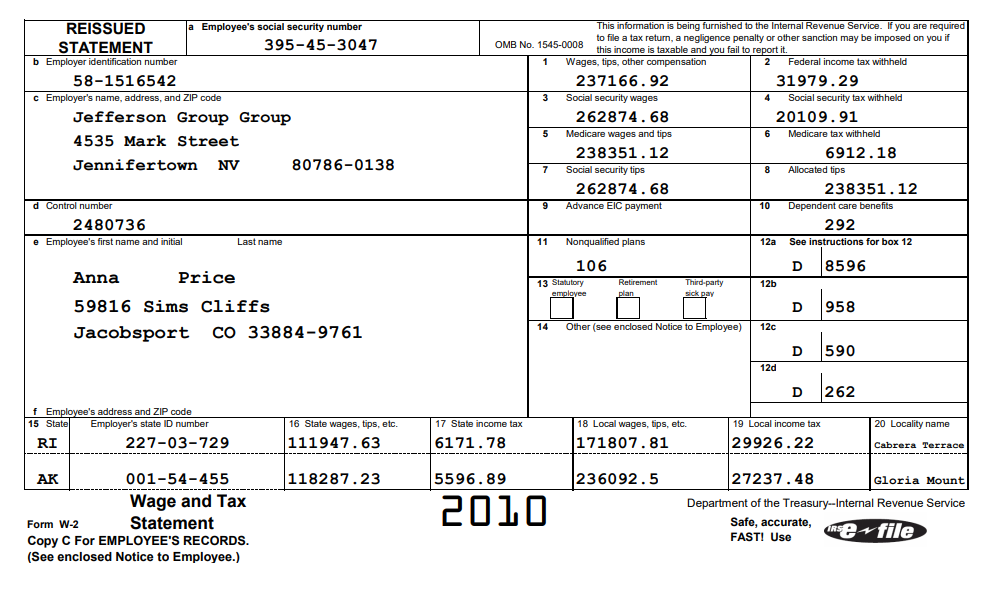 REISSUED STATEMENT
a Employee's social security number
395-45-3047
OMB No. 1545-0008
This information is being furnished to the Internal Revenue Service. If you are required
to file a tax return, a negligence penalty or other sanction may be imposed on you if
this income is taxable and you fail to report it.
b Employer identification number
58-1516542
1 Wages, tips, other compensation
237166.92
2 Federal income tax withheld
31979.29
c Employer's name, address, and ZIP code
Jefferson Group Group
4535 Mark Street
Jennifertown NV 80786-0138
3 Social security wages
262874.68
4 Social security tax withheld
20109.91
5 Medicare wages and tips
238351.12
6 Medicare tax withheld
6912.18
7 Social security tips
262874.68
8 Allocated tips
238351.12
d Control number
2480736
9 Advance EIC payment
10 Dependent care benefits
292
e Employee's first name and initial Last name
Anna Price
59816 Sims Cliffs
Jacobsport CO 33884-9761
f Employee's address and ZIP code
11 Nonqualified plans
106
12a See instructions for box 12
D 8596
13 Statutory employee
Retirement plan
Third-party sick pay
12b
D 958
14 Other (see enclosed Notice to Employee)
12c
D 590
12d
D 262
15 State Employer's state ID number 16 State wages, tips, etc. 17 State income tax 18 Local wages, tips, etc. 19 Local income tax 20 Locality name
RI 227-03-729 111947.63 6171.78 171807.81 29926.22 Cabrera Terrace
AK 001-54-455 118287.23 5596.89 236092.5 27237.48 Gloria Mount
Form W-2 Wage and Tax Statement
2010
Department of the Treasury--Internal Revenue Service
Copy C For EMPLOYEE'S RECORDS.
(See enclosed Notice to Employee.)
Safe, accurate,
FAST! Use
IRS e-file